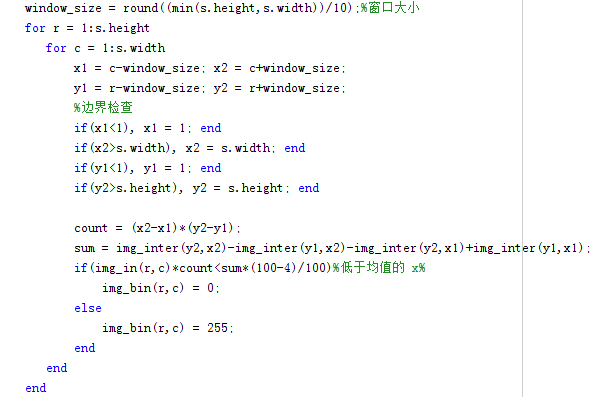 window_size = round((min(s.height,s.width))/10);%窗口大小
for r = 1:s.height
for c = 1:s.width
x1 = c-window_size; x2 = c+window_size;
y1 = r-window_size; y2 = r+window_size;
%边界检查
if(x1<1), x1 = 1; end
if(x2>s.width), x2 = s.width; end
if(y1<1), y1 = 1; end
if(y2>s.height), y2 = s.height; end
count = (x2-x1)*(y2-y1);
sum = img_inter(y2,x2)-img_inter(y1,x2)-img_inter(y2,x1)+img_inter(y1,x1);
if(img_in(r,c)*count<sum*(100-4)/100)%低于均值的 x%
img_bin(r,c) = 0;
else
img_bin(r,c) = 255;
end
end
end